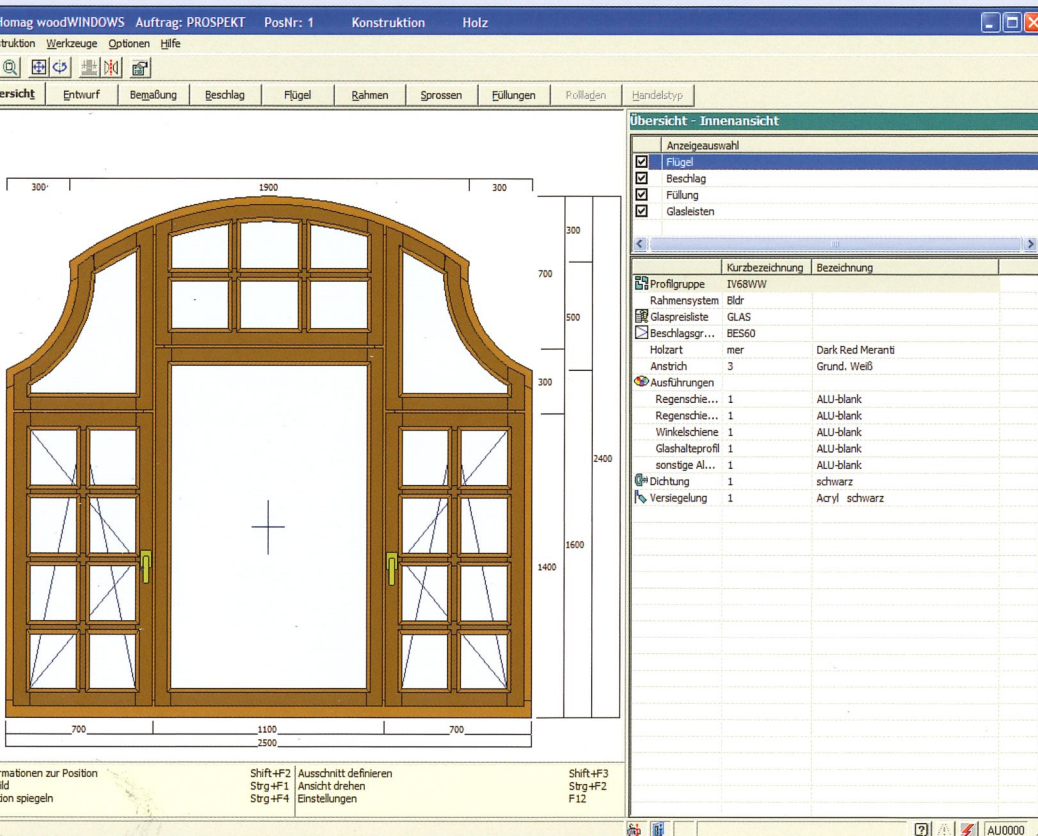 Homag woodWINDOWS Auftrag: PROSPEKT PosNr: 1 Konstruktion Holz
struktion Werkzeuge Optionen Hilfe
ersicht Entwurf Bemaßung Beschlag Flügel Rahmen Sprossen Füllungen Rollladen Handelstyp
Übersicht - Innenansicht
Anzeigeauswahl
Flügel
Beschlag
Füllung
Glasleisten
300 1900 300
300
700
500
300
2400
1600
1400
700 1100 700
2500
Kurzbezeichnung Bezeichnung
Profilgruppe IV68WW
Rahmensystem Bldr
Glaspreisliste GLAS
Beschlagsgr... BES60
Holzart mer Dark Red Meranti
Anstrich 3 Grund. Weiß
Ausführungen
Regenschie... 1 ALU-blank
Regenschie... 1 ALU-blank
Winkelschiene 1 ALU-blank
Glashalteprofil 1 ALU-blank
sonstige Al... 1 ALU-blank
Dichtung 1 schwarz
Versiegelung 1 Acryl schwarz
rmationen zur Position Shift+F2 Ausschnitt definieren Shift+F3
ild Strg+F1 Ansicht drehen Strg+F2
tion spiegeln Strg+F4 Einstellungen F12
AU0000